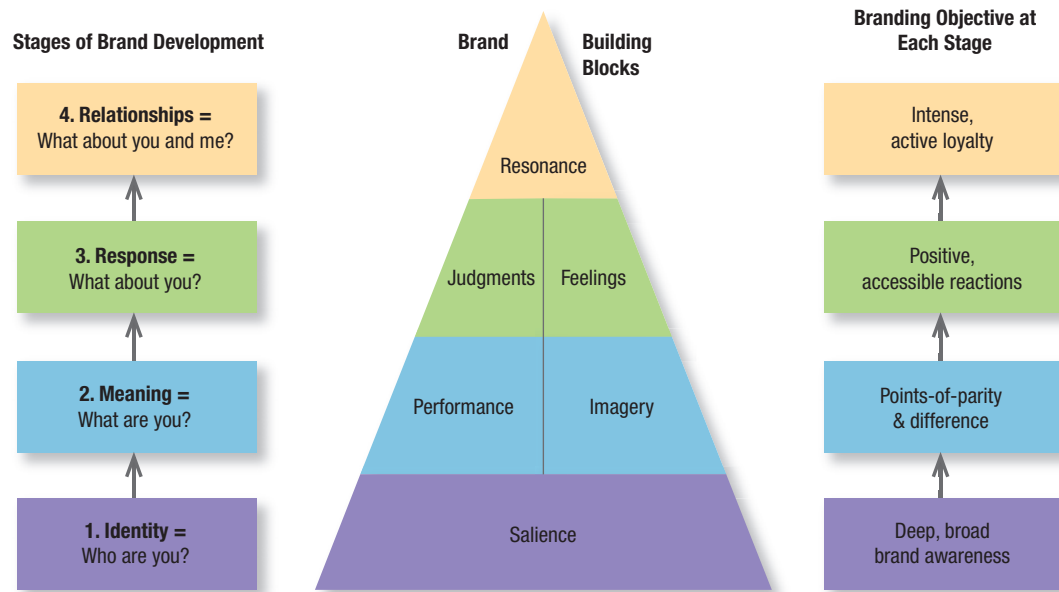 Stages of Brand Development
4. Relationships =
What about you and me?
3. Response =
What about you?
2. Meaning =
What are you?
1. Identity =
Who are you?
Brand
Building
Blocks
Resonance
Judgments
Feelings
Performance
Imagery
Salience
Branding Objective at
Each Stage
Intense,
active loyalty
Positive,
accessible reactions
Points-of-parity
& difference
Deep, broad
brand awareness